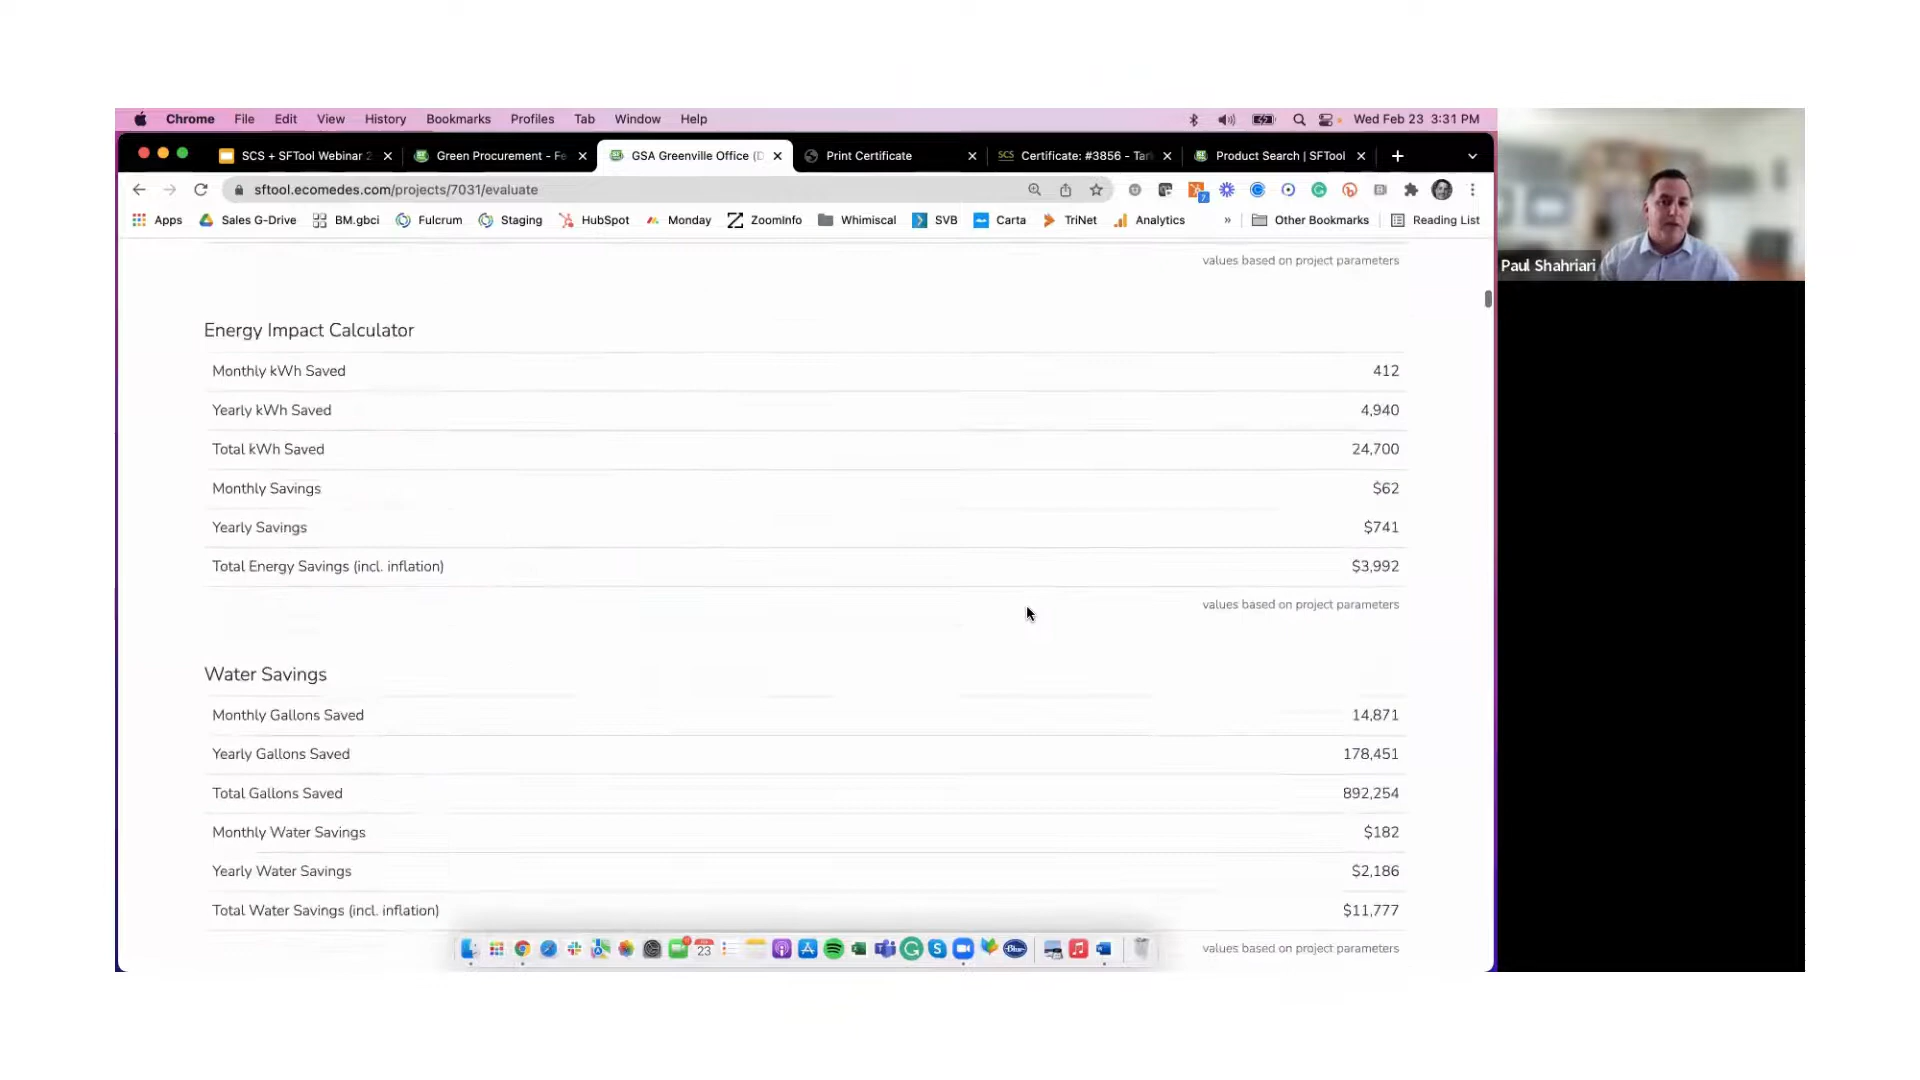 Chrome File Edit View History Bookmarks Profiles Tab Window Help Wed Feb 23 3:31 PM
SCS + SFTool Webinar 2 Green Procurement - Fe GSA Greenville Office (D Print Certificate SCS Certificate: #3856 - Tar Product Search | SFTool
sftool.ecomedes.com/projects/7031/evaluate
Apps Sales G-Drive BM.gbci Fulcrum Staging HubSpot Monday ZoomInfo Whimiscal SVB Carta TriNet Analytics » Other Bookmarks Reading List
Paul Shahriari
values based on project parameters
Energy Impact Calculator
Monthly kWh Saved 412
Yearly kWh Saved 4,940
Total kWh Saved 24,700
Monthly Savings $62
Yearly Savings $741
Total Energy Savings (incl. inflation) $3,992
values based on project parameters
Water Savings
Monthly Gallons Saved 14,871
Yearly Gallons Saved 178,451
Total Gallons Saved 892,254
Monthly Water Savings $182
Yearly Water Savings $2,186
Total Water Savings (incl. inflation) $11,777
23
Blue
values based on project parameters